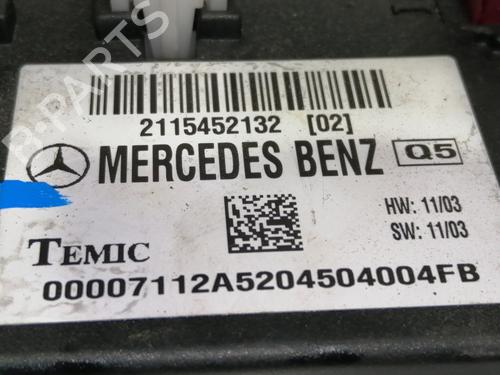 B-PARTS
2115452132 [02]
MERCEDES BENZ Q5
HW: 11/03
SW: 11/03
TEMIC
00007112A5204504004FB